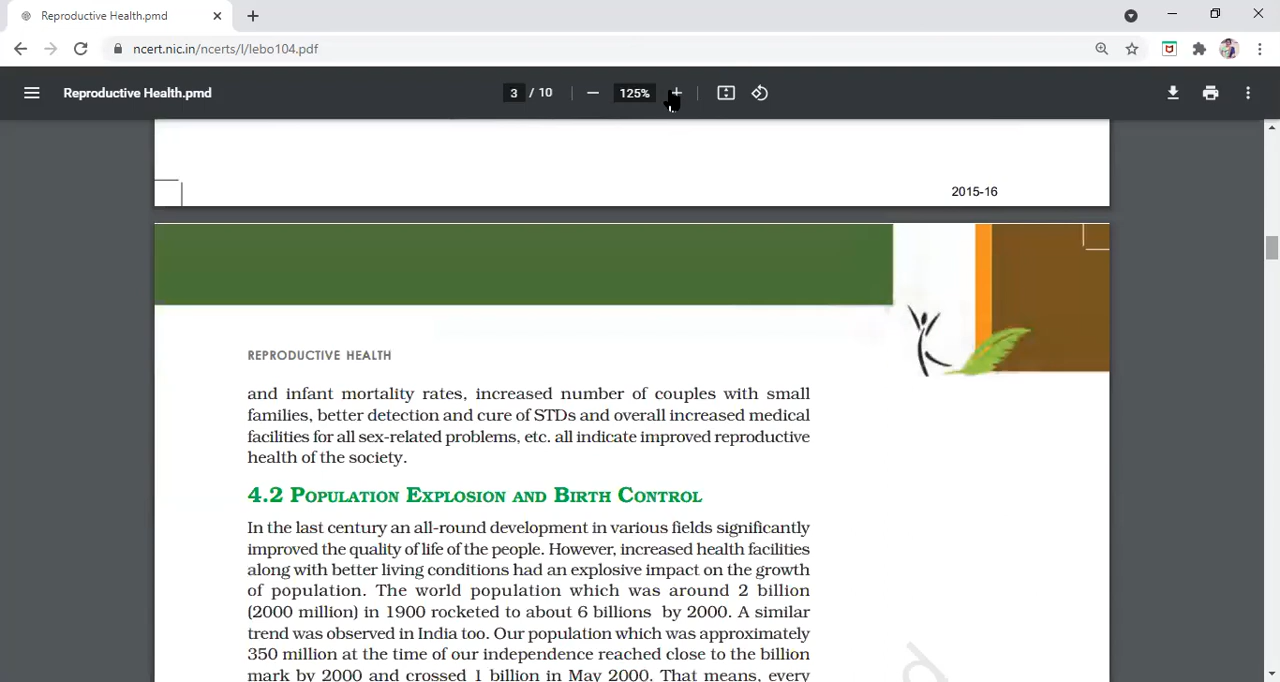 Reproductive Health.pmd
ncert.nic.in/ncerts/l/lebo104.pdf
Reproductive Health.pmd
3 / 10
125%
2015-16
REPRODUCTIVE HEALTH
and infant mortality rates, increased number of couples with small
families, better detection and cure of STDs and overall increased medical
facilities for all sex-related problems, etc. all indicate improved reproductive
health of the society.
4.2 POPULATION EXPLOSION AND BIRTH CONTROL
In the last century an all-round development in various fields significantly
improved the quality of life of the people. However, increased health facilities
along with better living conditions had an explosive impact on the growth
of population. The world population which was around 2 billion
(2000 million) in 1900 rocketed to about 6 billions by 2000. A similar
trend was observed in India too. Our population which was approximately
350 million at the time of our independence reached close to the billion
mark by 2000 and crossed 1 billion in May 2000. That means, every
d